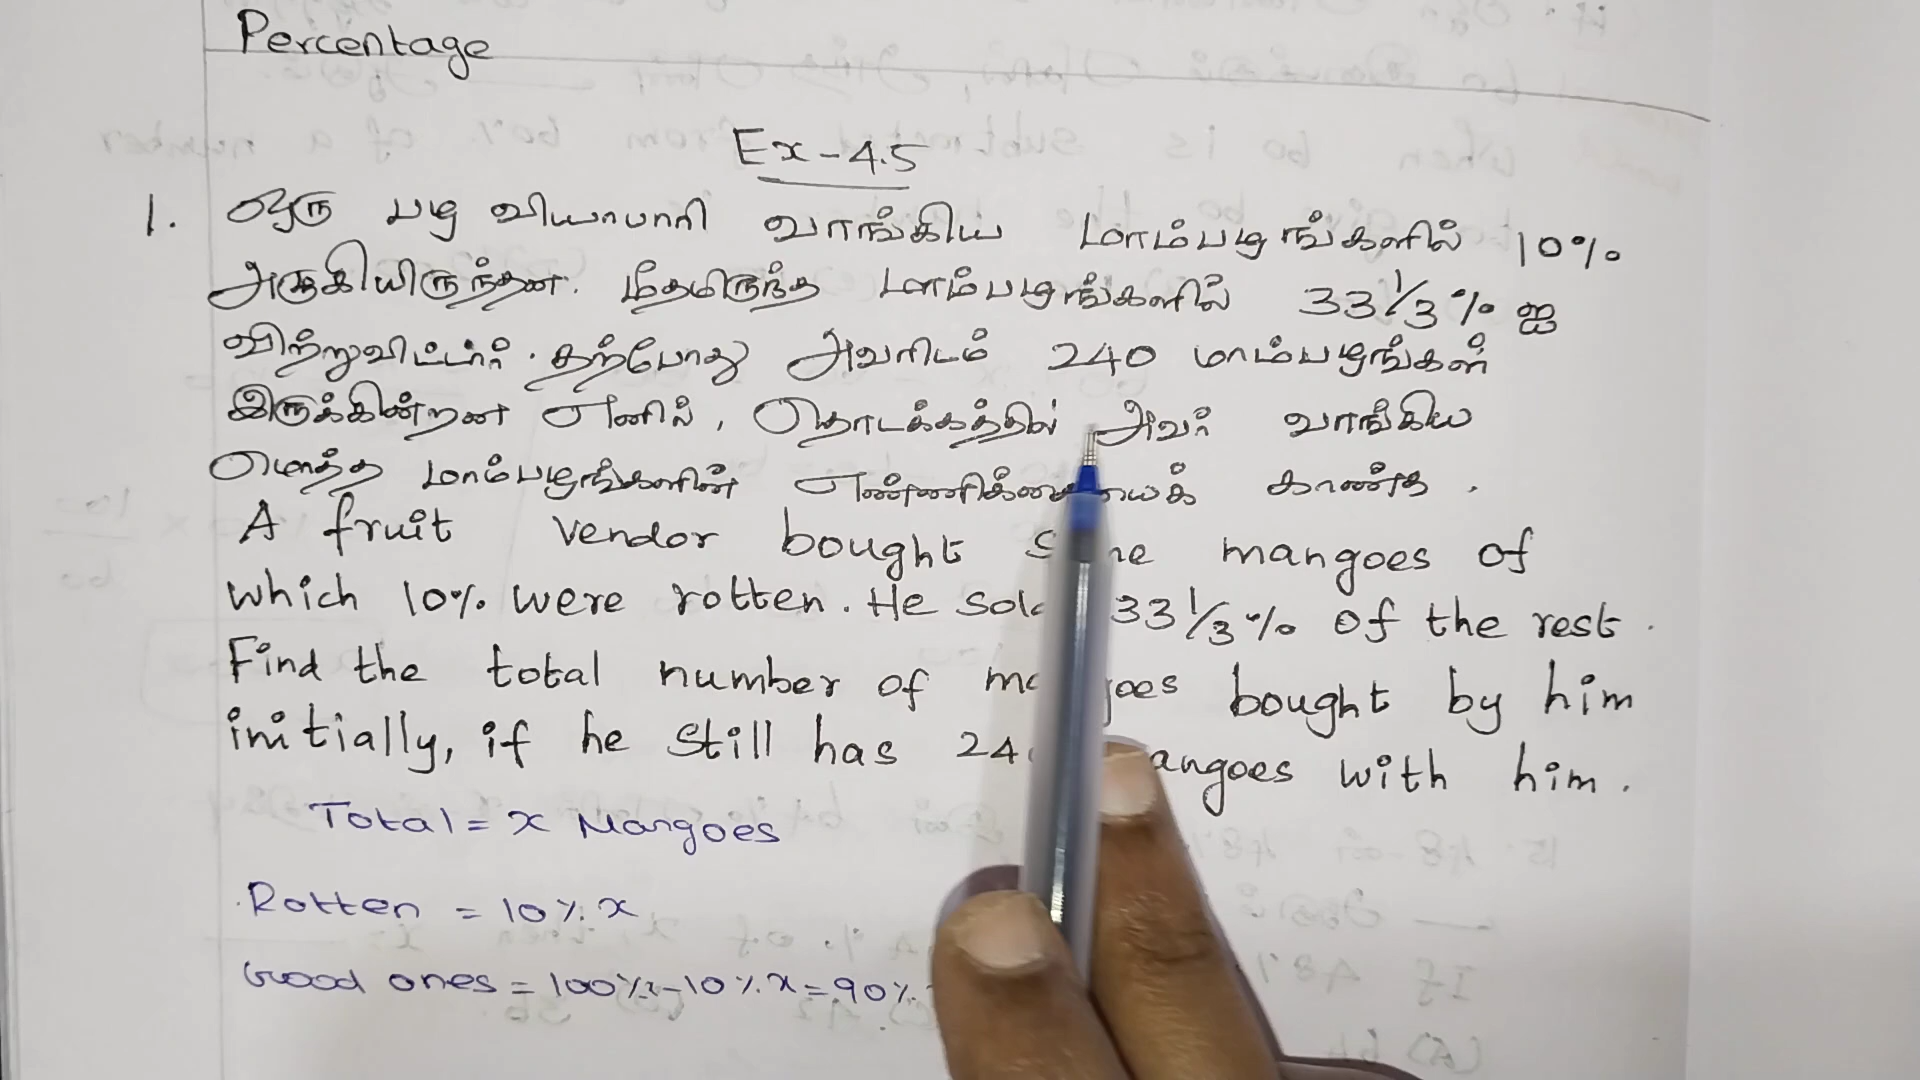 Percentage
Ex - 4.5
1. ஒரு பழ வியாபாரி வாங்கிய மாம்பழங்களில் 10%
அழுகியிருந்தன. மீதமிருந்த மாம்பழங்களில் 33 1/3 % ஐ
விற்றுவிட்டார். தற்போது அவரிடம் 240 மாம்பழங்கள்
இருக்கின்றன எனில், தொடக்கத்தில் அவர் வாங்கிய
மொத்த மாம்பழங்களின் காண்க.
A fruit vendor bought mangoes of
which 10% were rotten. He 33 1/3 % of the rest.
Find the total number of bought by him
initially, if he still has with him.
Total = x Mangoes
Rotten = 10% x
Good ones = 100% x - 10% x = 90%